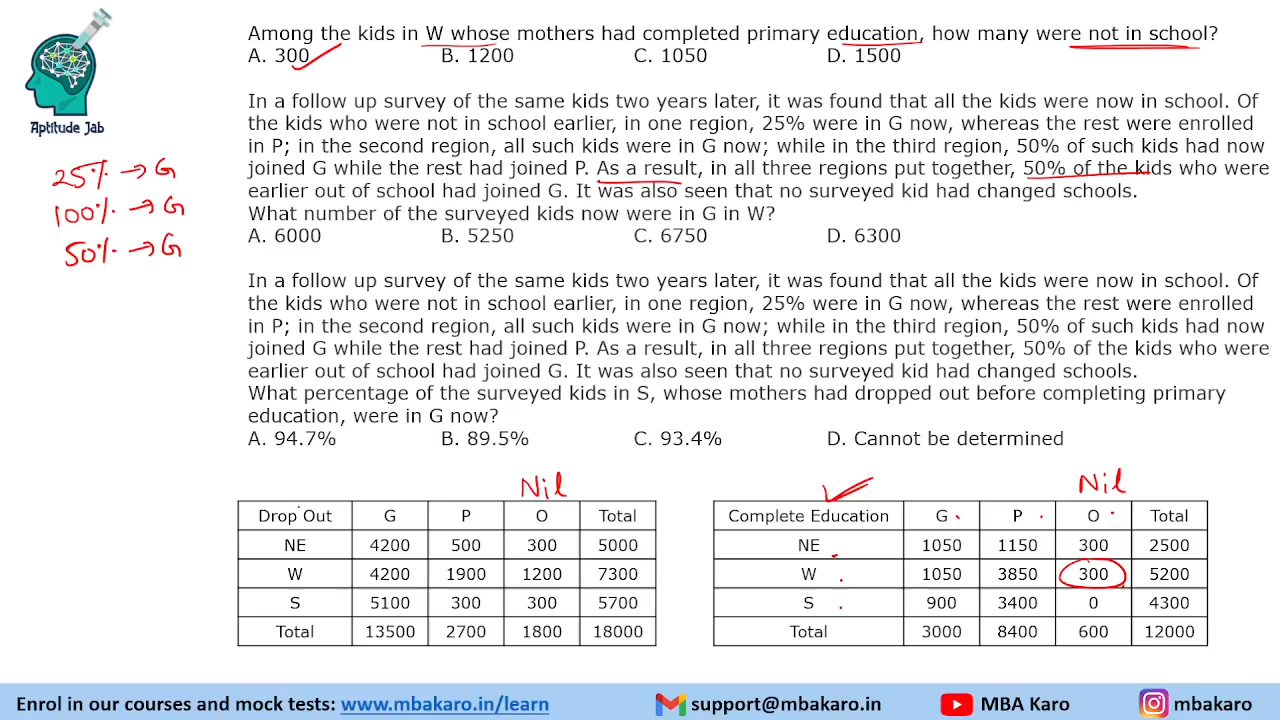 Among the kids in W whose mothers had completed primary education, how many were not in school?
A. 300 B. 1200 C. 1050 D. 1500
In a follow up survey of the same kids two years later, it was found that all the kids were now in school. Of
the kids who were not in school earlier, in one region, 25% were in G now, whereas the rest were enrolled
in P; in the second region, all such kids were in G now; while in the third region, 50% of such kids had now
joined G while the rest had joined P. As a result, in all three regions put together, 50% of the kids who were
earlier out of school had joined G. It was also seen that no surveyed kid had changed schools.
What number of the surveyed kids now were in G in W?
A. 6000 B. 5250 C. 6750 D. 6300
In a follow up survey of the same kids two years later, it was found that all the kids were now in school. Of
the kids who were not in school earlier, in one region, 25% were in G now, whereas the rest were enrolled
in P; in the second region, all such kids were in G now; while in the third region, 50% of such kids had now
joined G while the rest had joined P. As a result, in all three regions put together, 50% of the kids who were
earlier out of school had joined G. It was also seen that no surveyed kid had changed schools.
What percentage of the surveyed kids in S, whose mothers had dropped out before completing primary
education, were in G now?
A. 94.7% B. 89.5% C. 93.4% D. Cannot be determined
Aptitude Jab
25% → G
100% → G
50% → G
Nil
Drop Out G P O Total
NE 4200 500 300 5000
W 4200 1900 1200 7300
S 5100 300 300 5700
Total 13500 2700 1800 18000
Nil
Complete Education G P O Total
NE 1050 1150 300 2500
W 1050 3850 300 5200
S 900 3400 0 4300
Total 3000 8400 600 12000
Enrol in our courses and mock tests: www.mbakaro.in/learn support@mbakaro.in MBA Karo mbakaro